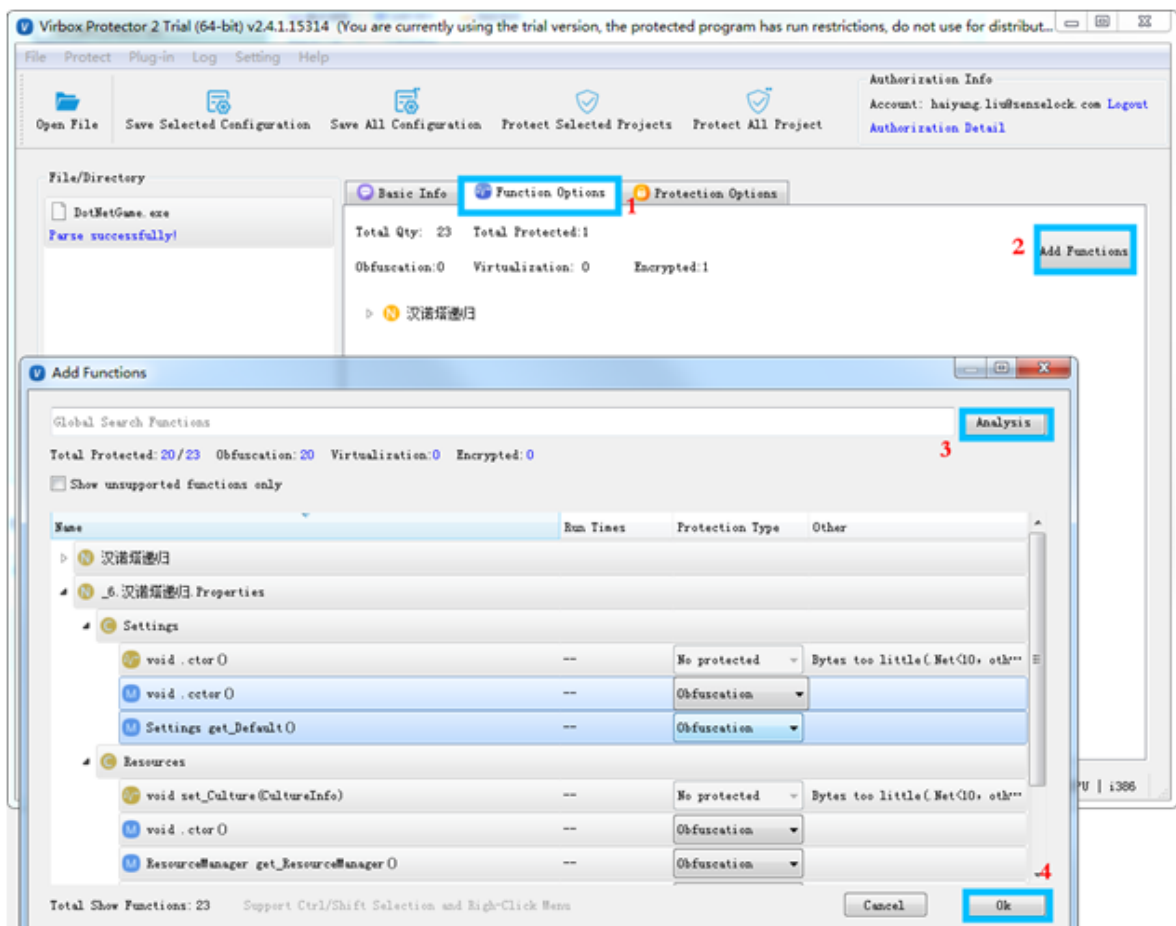 Virbox Protector 2 Trial (64-bit) v2.4.1.15314 (You are currently using the trial version, the protected program has run restrictions, do not use for distribut...
File Protect Plug-in Log Setting Help
Open File Save Selected Configuration Save All Configuration Protect Selected Projects Protect All Project
Authorization Info
Account: haiyang.liu@senselock.com Logout
Authorization Detail
File/Directory
DotNetGame.exe
Parse successfully!
Basic Info Function Options Protection Options
1
Total Qty: 23 Total Protected:1
2 Add Functions
Obfuscation:0 Virtualization: 0 Encrypted:1
N 汉诺塔递归
Add Functions
Global Search Functions Analysis
3
Total Protected:20/23 Obfuscation:20 Virtualization:0 Encrypted:0
Show unsupported functions only
Name Run Times Protection Type Other
N 汉诺塔递归
N _6.汉诺塔递归.Properties
C Settings
void .ctor() -- No protected Bytes too little(.Net<10, oth...
M void .cctor() -- Obfuscation
M Settings get_Default() -- Obfuscation
C Resources
void set_Culture(CultureInfo) -- No protected Bytes too little(.Net<10, oth...
M void .ctor() -- Obfuscation
M ResourceManager get_ResourceManager() -- Obfuscation
PU | i386
4
Total Show Functions: 23 Support Ctrl/Shift Selection and Righ-Click Menu Cancel Ok